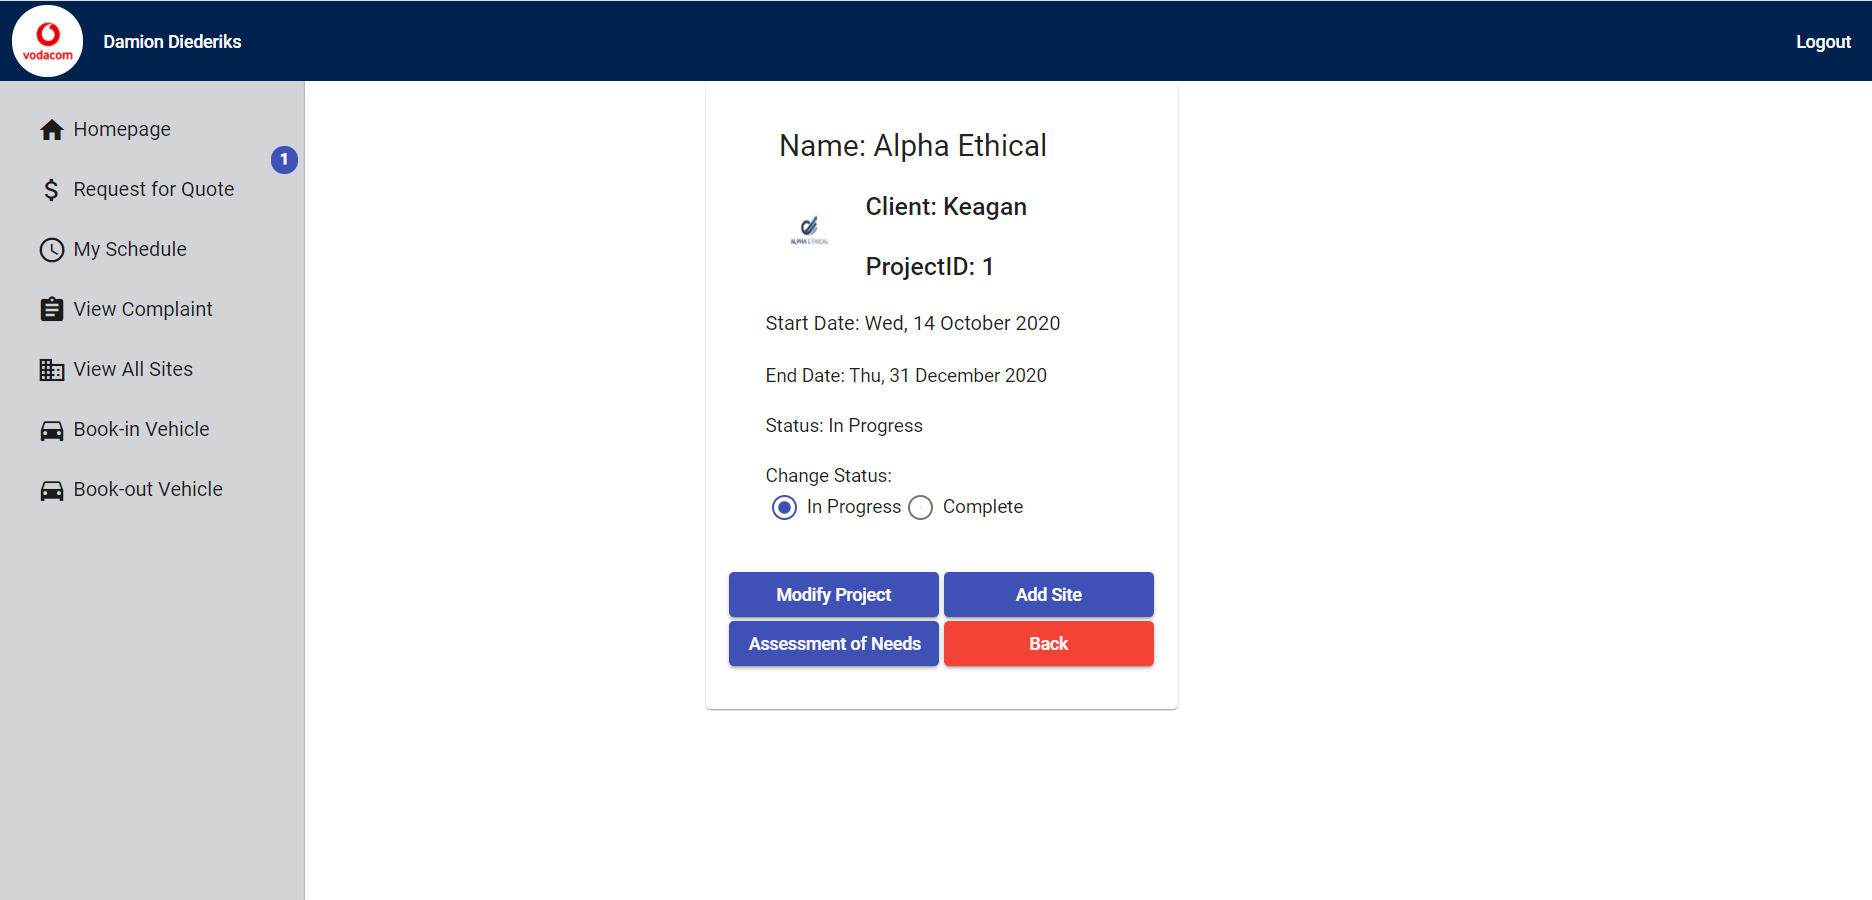 vodacom
Damion Diederiks
Logout
Homepage
1
Request for Quote
My Schedule
View Complaint
View All Sites
Book-in Vehicle
Book-out Vehicle
Name: Alpha Ethical
ALPHA ETHICAL
Client: Keagan
ProjectID: 1
Start Date: Wed, 14 October 2020
End Date: Thu, 31 December 2020
Status: In Progress
Change Status:
In Progress Complete
Modify Project Add Site
Assessment of Needs Back